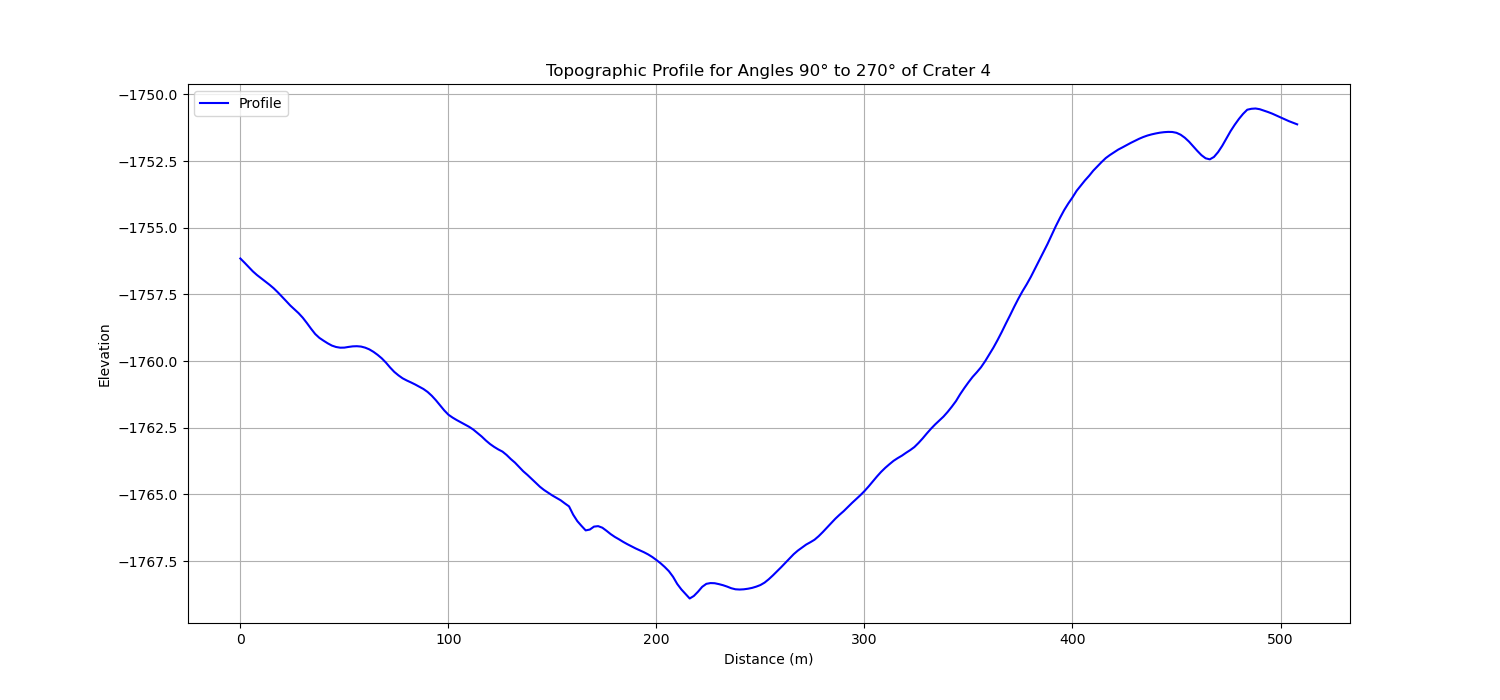 Topographic Profile for Angles 90° to 270° of Crater 4
Profile
−1750.0
−1752.5
−1755.0
−1757.5
−1760.0
−1762.5
−1765.0
−1767.5
Elevation
0 100 200 300 400 500
Distance (m)